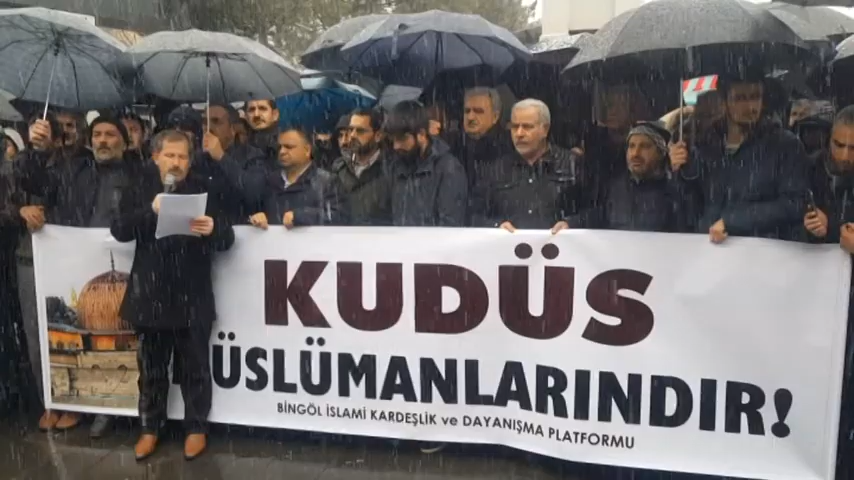 KUDÜS
ÜSLÜMANLARINDIR!
BİNGÖL İSLAMİ KARDEŞLİK ve DAYANIŞMA PLATFORMU